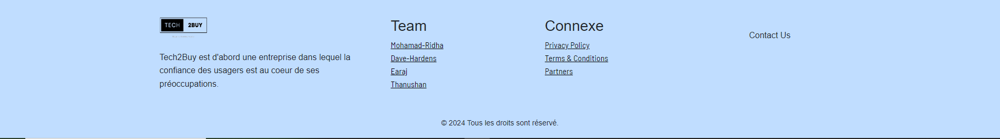 TECH 2BUY
Tech2Buy est d'abord une entreprise dans lequel la
confiance des usagers est au coeur de ses
préoccupations.
Team
Mohamad-Ridha
Dave-Hardens
Earaj
Thanushan
Connexe
Privacy Policy
Terms & Conditions
Partners
Contact Us
© 2024 Tous les droits sont réservé.